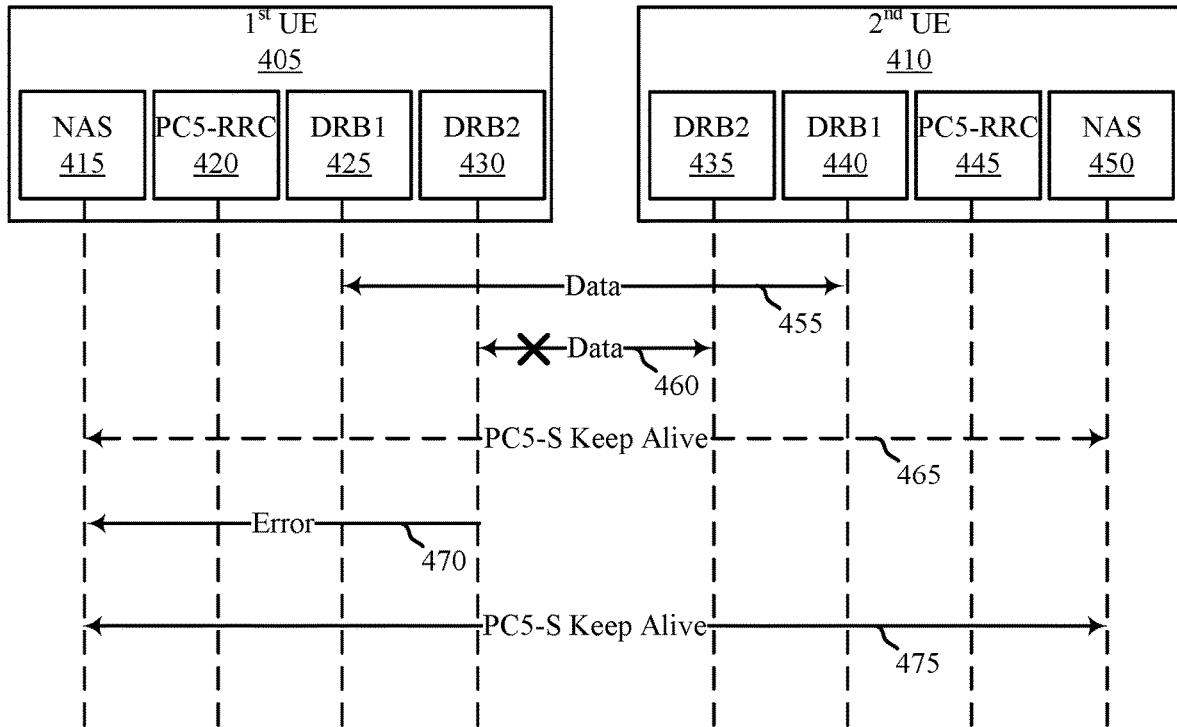 1st UE
405
2nd UE
410
NAS
415
PC5-RRC
420
DRB1
425
DRB2
430
DRB2
435
DRB1
440
PC5-RRC
445
NAS
450
Data
455
Data
460
PC5-S Keep Alive
465
Error
470
PC5-S Keep Alive
475